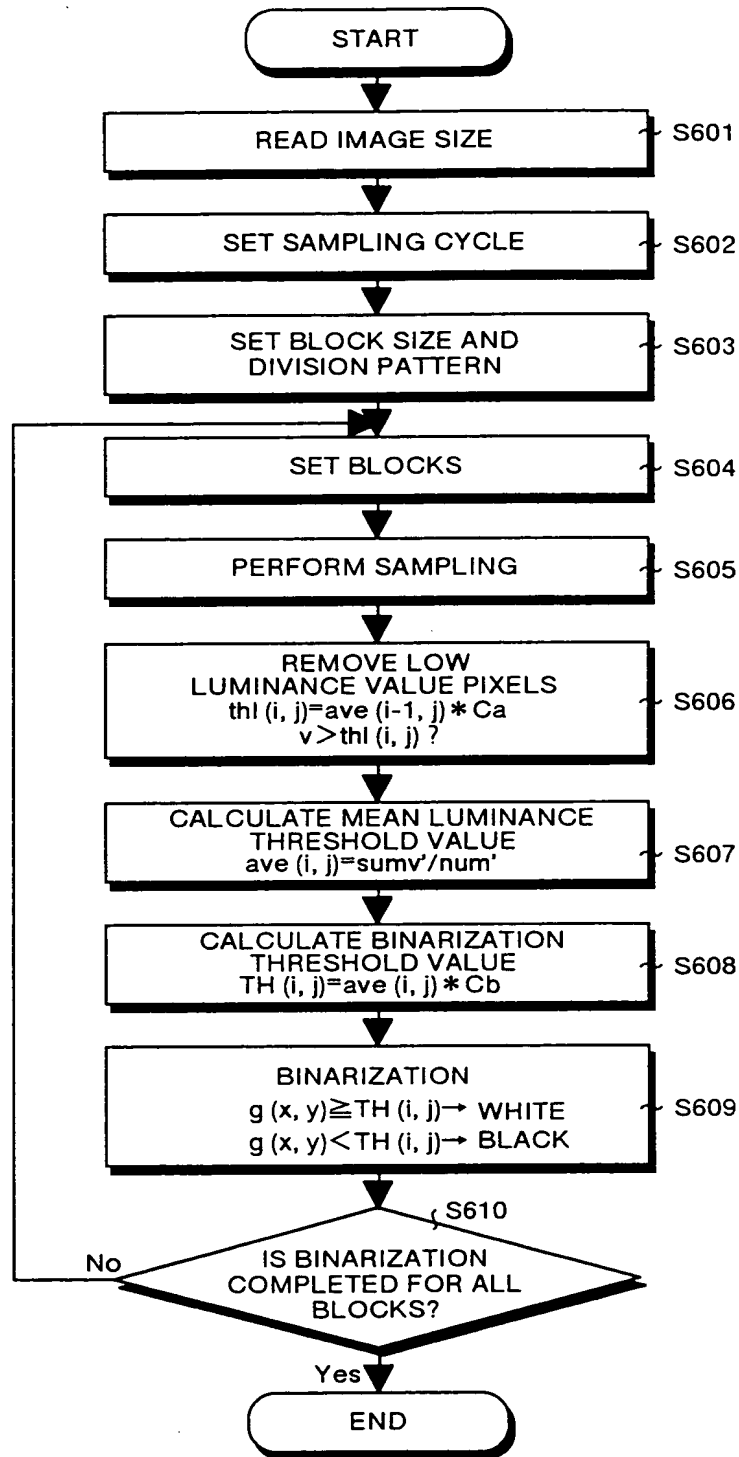 START
READ IMAGE SIZE
S601
SET SAMPLING CYCLE
S602
SET BLOCK SIZE AND
DIVISION PATTERN
S603
SET BLOCKS
S604
PERFORM SAMPLING
S605
REMOVE LOW
LUMINANCE VALUE PIXELS
thl (i, j)=ave (i-1, j)*Ca
v>thl (i, j) ?
S606
CALCULATE MEAN LUMINANCE
THRESHOLD VALUE
ave (i, j)=sumv'/num'
S607
CALCULATE BINARIZATION
THRESHOLD VALUE
TH (i, j)=ave (i, j)*Cb
S608
BINARIZATION
g (x, y)≧TH (i, j)→ WHITE
g (x, y)<TH (i, j)→ BLACK
S609
S610
IS BINARIZATION
COMPLETED FOR ALL
BLOCKS?
No
Yes
END